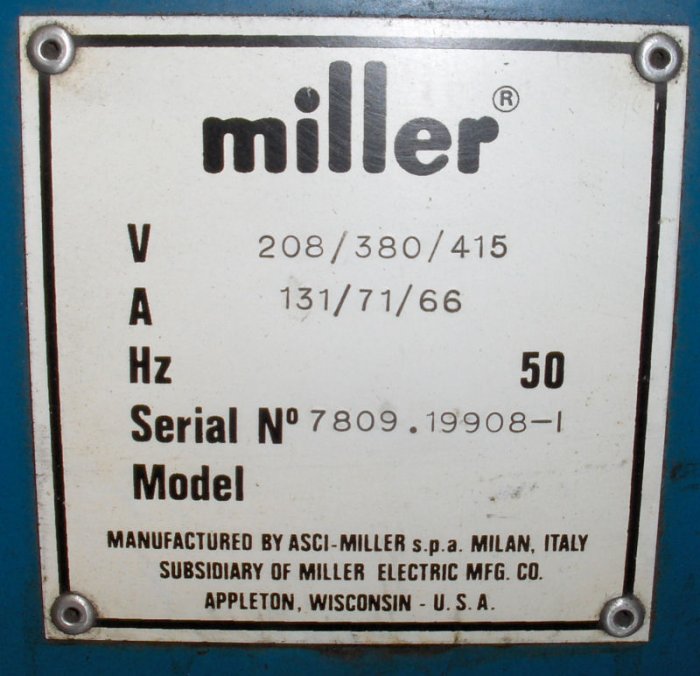 miller®
V 208/380/415
A 131/71/66
Hz 50
Serial Nº 7809.19908-1
Model
MANUFACTURED BY ASCI-MILLER s.p.a. MILAN, ITALY
SUBSIDIARY OF MILLER ELECTRIC MFG. CO.
APPLETON, WISCONSIN - U.S.A.